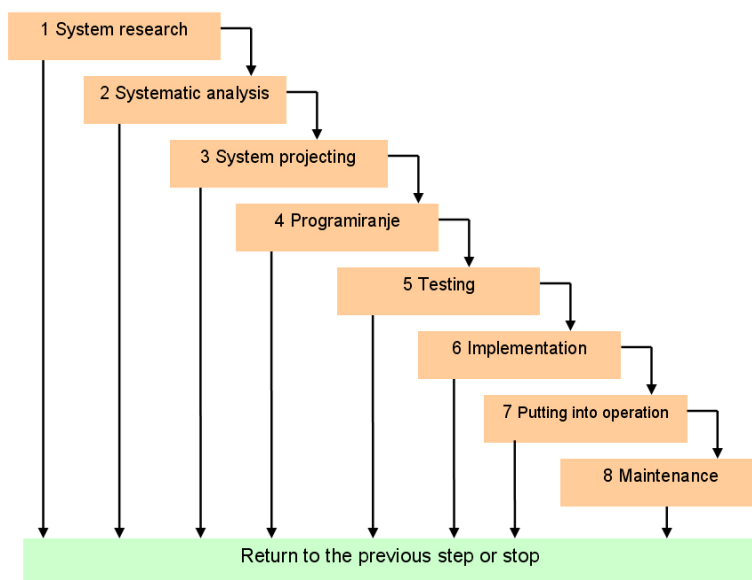 1 System research
2 Systematic analysis
3 System projecting
4 Programiranje
5 Testing
6 Implementation
7 Putting into operation
8 Maintenance
Return to the previous step or stop